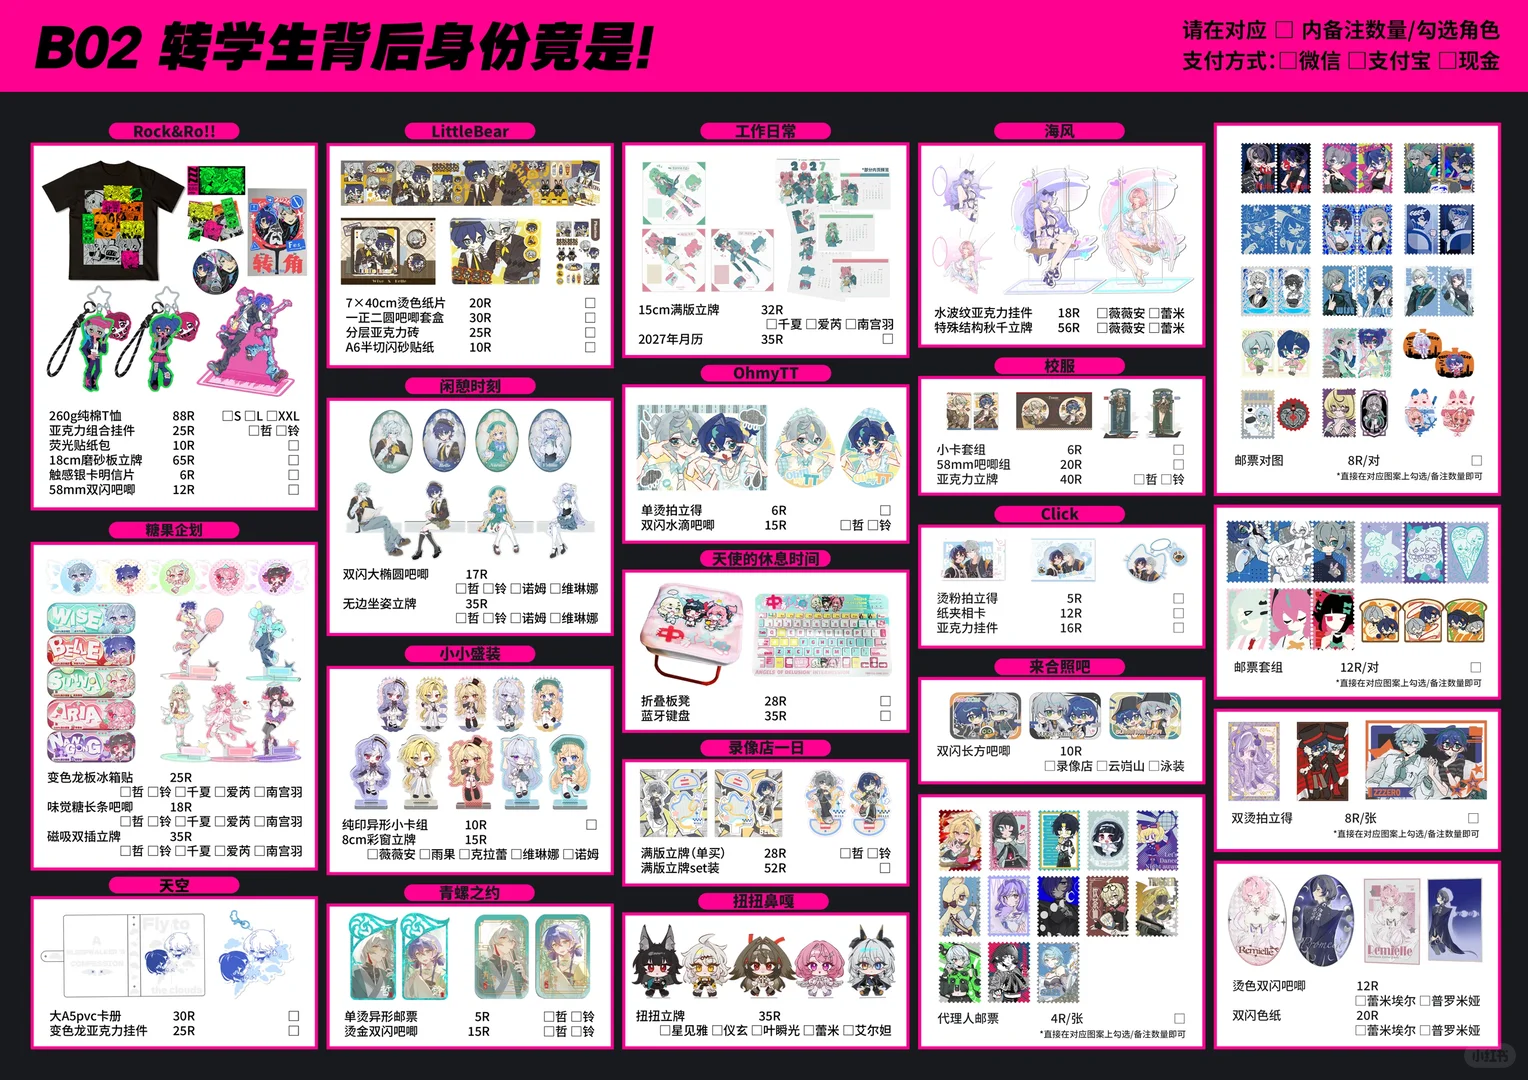 B02 转学生背后身份竟是!
请在对应 □ 内备注数量/勾选角色
支付方式:□微信 □支付宝 □现金
Rock&Ro!!
转角
260g纯棉T恤 88R □S □L □XXL
亚克力组合挂件 25R □哲 □铃
荧光贴纸包 10R □
18cm磨砂板立牌 65R □
触感银卡明信片 6R □
58mm双闪吧唧 12R □
糖果企划
WISE
BELLE
SUNNA
ARIA
NANGONG
变色龙板冰箱贴 25R
□哲 □铃 □千夏 □爱芮 □南宫羽
味觉糖长条吧唧 18R
□哲 □铃 □千夏 □爱芮 □南宫羽
磁吸双插立牌 35R
□哲 □铃 □千夏 □爱芮 □南宫羽
天空
Fly to
the clouds
大A5pvc卡册 30R □
变色龙亚克力挂件 25R □
LittleBear
7×40cm烫色纸片 20R □
一正二圆吧唧套盒 30R □
分层亚克力砖 25R □
A6半切闪砂贴纸 10R □
闲憩时刻
双闪大椭圆吧唧 17R
□哲 □铃 □诺姆 □维琳娜
无边坐姿立牌 35R
□哲 □铃 □诺姆 □维琳娜
小小盛装
纯印异形小卡组 10R □
8cm彩窗立牌 15R
□薇薇安 □雨果 □克拉蕾 □维琳娜 □诺姆
青螺之约
单烫异形邮票 5R □哲 □铃
烫金双闪吧唧 15R □哲 □铃
工作日常
2027
15cm满版立牌 32R
□千夏 □爱芮 □南宫羽
2027年月历 35R □
OhmyTT
单烫拍立得 6R □
双闪水滴吧唧 15R □哲 □铃
天使的休息时间
折叠板凳 28R □
蓝牙键盘 35R □
录像店一日
满版立牌(单买) 28R □哲 □铃
满版立牌set装 52R □
扭扭鼻嘎
扭扭立牌 35R
□星见雅 □仪玄 □叶瞬光 □蕾米 □艾尔妲
海风
水波纹亚克力挂件 18R □薇薇安 □蕾米
特殊结构秋千立牌 56R □薇薇安 □蕾米
校服
小卡套组 6R □
58mm吧唧组 20R □
亚克力立牌 40R □哲 □铃
Click
烫粉拍立得 5R □
纸夹相卡 12R □
亚克力挂件 16R □
来合照吧
双闪长方吧唧 10R
□录像店 □云岿山 □泳装
代理人邮票 4R/张 □
*直接在对应图案上勾选/备注数量即可
邮票对图 8R/对 □
*直接在对应图案上勾选/备注数量即可
邮票套组 12R/对 □
*直接在对应图案上勾选/备注数量即可
ZZZERO
双烫拍立得 8R/张 □
*直接在对应图案上勾选/备注数量即可
Remielle
Remielle
烫色双闪吧唧 12R
□蕾米埃尔 □普罗米娅
双闪色纸 20R
□蕾米埃尔 □普罗米娅
小红书